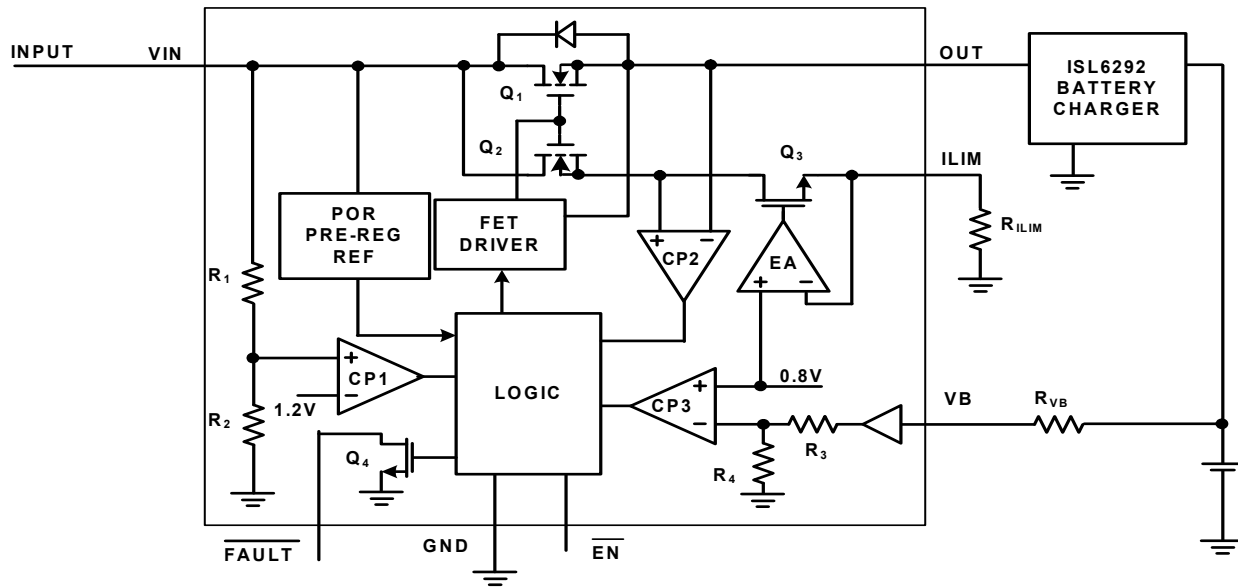 INPUT
VIN
OUT
ISL6292
BATTERY
CHARGER
Q1
Q2
Q3
ILIM
RILIM
POR
PRE-REG
REF
FET
DRIVER
CP2
EA
R1
LOGIC
CP1
1.2V
R2
CP3
0.8V
VB
RVB
R3
R4
Q4
FAULT
GND
EN